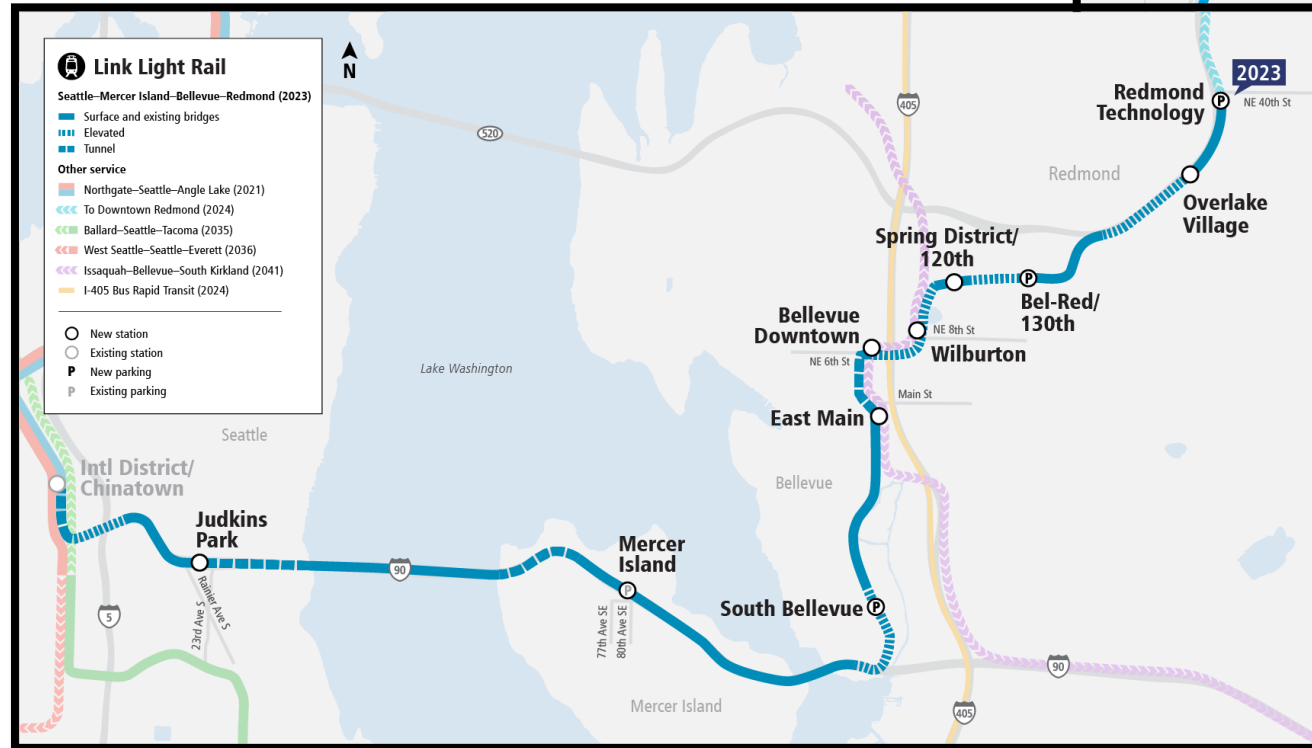 Link Light Rail
Seattle–Mercer Island–Bellevue–Redmond (2023)
Surface and existing bridges
Elevated
Tunnel
Other service
Northgate–Seattle–Angle Lake (2021)
To Downtown Redmond (2024)
Ballard–Seattle–Tacoma (2035)
West Seattle–Seattle–Everett (2036)
Issaquah–Bellevue–South Kirkland (2041)
I-405 Bus Rapid Transit (2024)
New station
Existing station
P New parking
P Existing parking
N
520
405
2023
Redmond
Technology
P
NE 40th St
Redmond
Overlake
Village
Spring District/
120th
P
Bel-Red/
130th
Bellevue
Downtown
NE 8th St
Wilburton
NE 6th St
Main St
East Main
Lake Washington
Seattle
Bellevue
Intl District/
Chinatown
Judkins
Park
Rainier Ave S
23rd Ave S
5
90
Mercer
Island
P
77th Ave SE
80th Ave SE
South Bellevue
P
90
Mercer Island
405